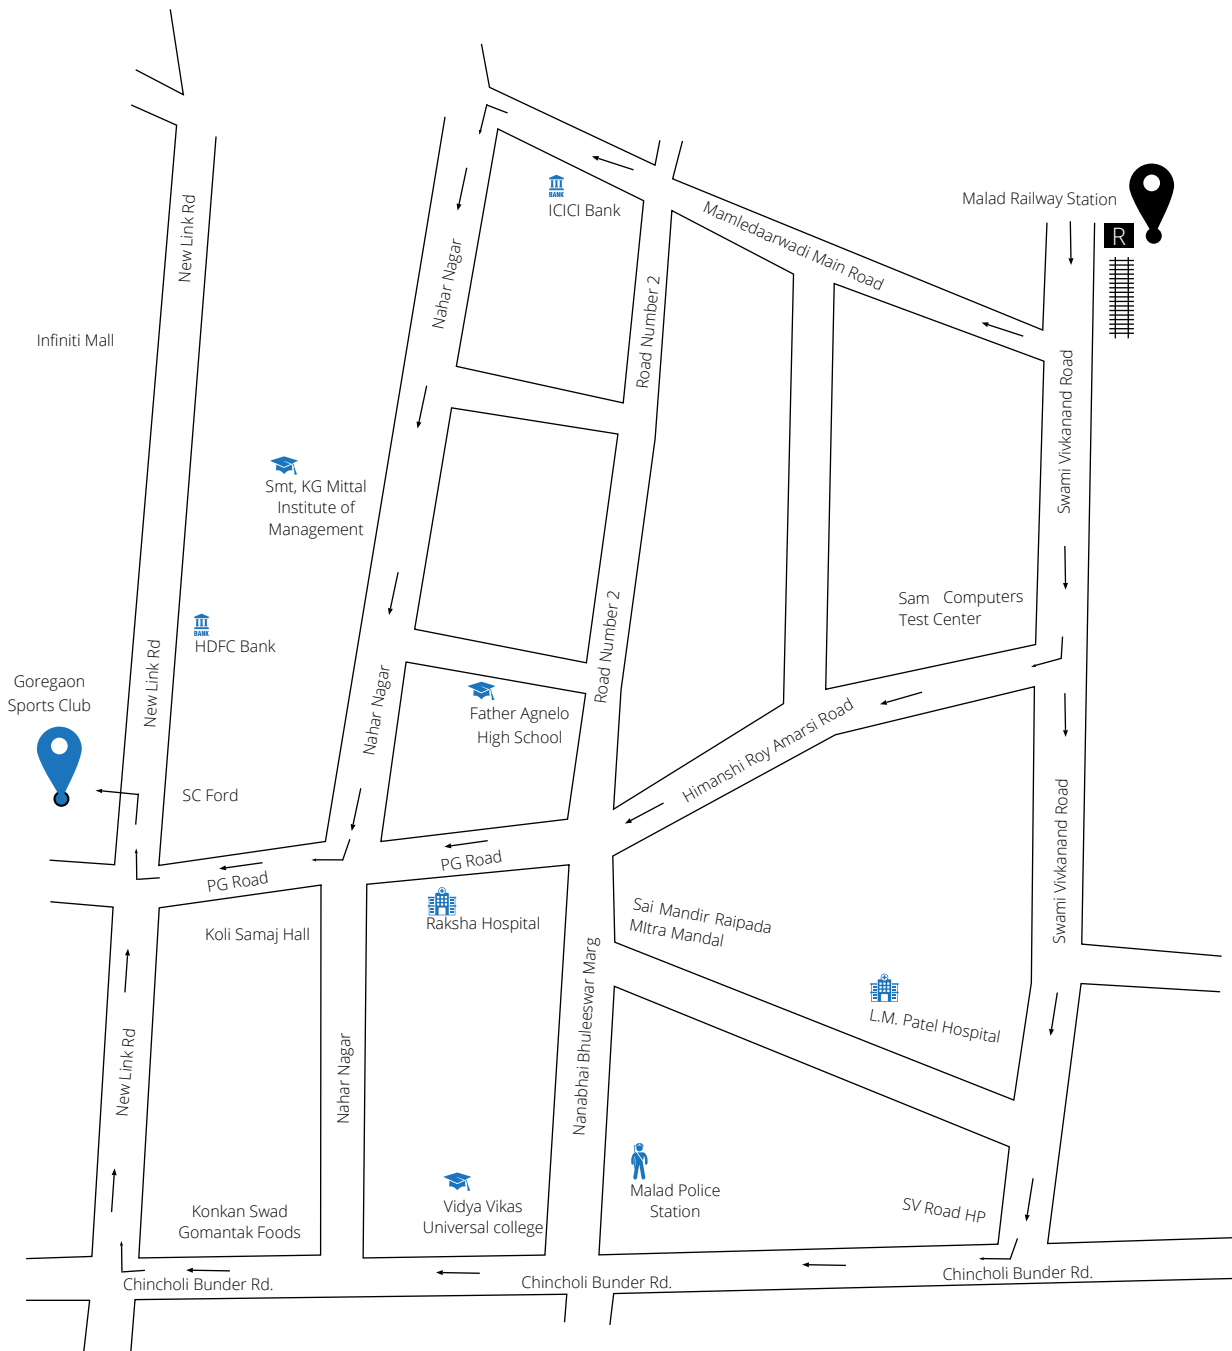 Malad Railway Station
R
BANK
ICICI Bank
Mamledaarwadi Main Road
New Link Rd
Nahar Nagar
Road Number 2
Infiniti Mall
Swami Vivkanand Road
Smt, KG Mittal
Institute of
Management
Sam Computers
Test Center
BANK
HDFC Bank
New Link Rd
Road Number 2
Goregaon
Sports Club
Nahar Nagar
Father Agnelo
High School
Himanshi Roy Amarsi Road
SC Ford
Swami Vivkanand Road
PG Road
PG Road
Raksha Hospital
Koli Samaj Hall
Sai Mandir Raipada
MItra Mandal
Nanabhai Bhuleeswar Marg
L.M. Patel Hospital
New Link Rd
Nahar Nagar
Malad Police
Station
Vidya Vikas
Universal college
Konkan Swad
Gomantak Foods
SV Road HP
Chincholi Bunder Rd.
Chincholi Bunder Rd.
Chincholi Bunder Rd.